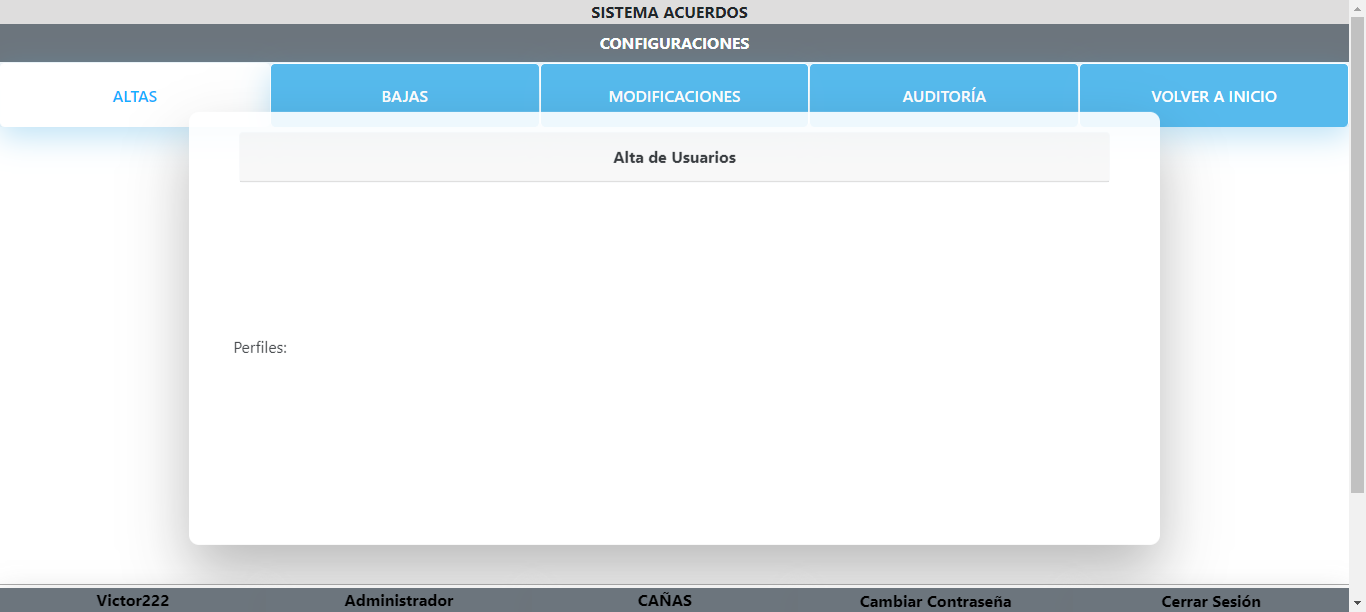 SISTEMA ACUERDOS
CONFIGURACIONES
ALTAS
BAJAS
MODIFICACIONES
AUDITORÍA
VOLVER A INICIO
Alta de Usuarios
Perfiles:
Victor222
Administrador
CAÑAS
Cambiar Contraseña
Cerrar Sesión